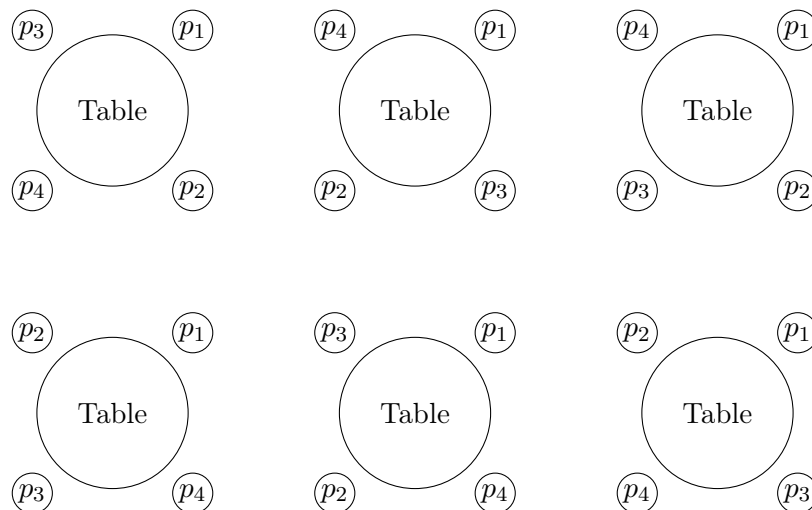 p₃ p₁ p₄ p₁ p₄ p₁
Table Table Table
p₄ p₂ p₂ p₃ p₃ p₂
p₂ p₁ p₃ p₁ p₂ p₁
Table Table Table
p₃ p₄ p₂ p₄ p₄ p₃